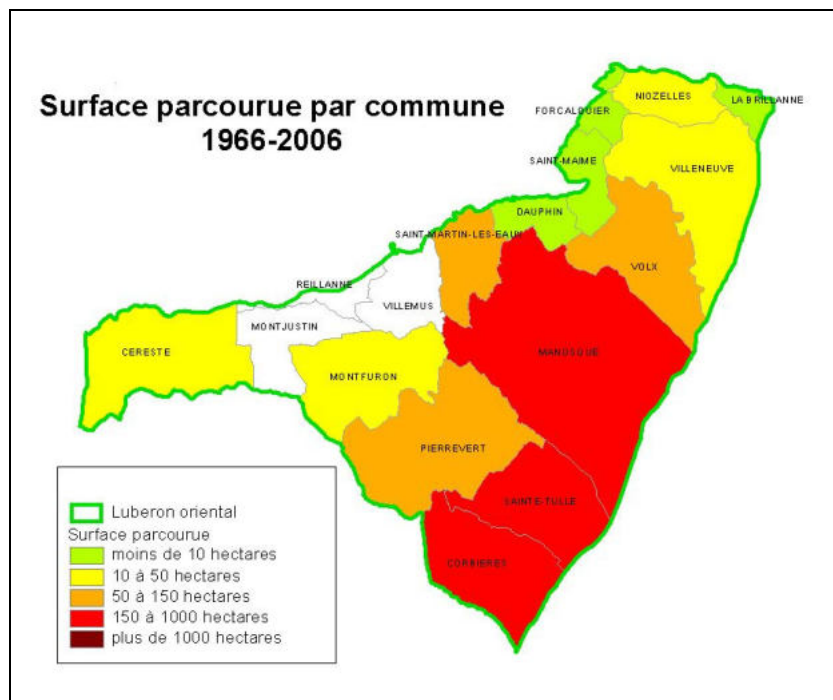 Surface parcourue par commune
1966-2006
NIOZELLES
LA BRILLANNE
FORCALQUIER
SAINT-MAIME
VILLENEUVE
DAUPHIN
SAINT-MARTIN-LES-EAUX
VOLX
REILLANNE
VILLEMUS
MONTJUSTIN
CERESTE
MANOSQUE
MONTFURON
PIERREVERT
SAINTE-TULLE
CORBIERES
Luberon oriental
Surface parcourue
moins de 10 hectares
10 à 50 hectares
50 à 150 hectares
150 à 1000 hectares
plus de 1000 hectares